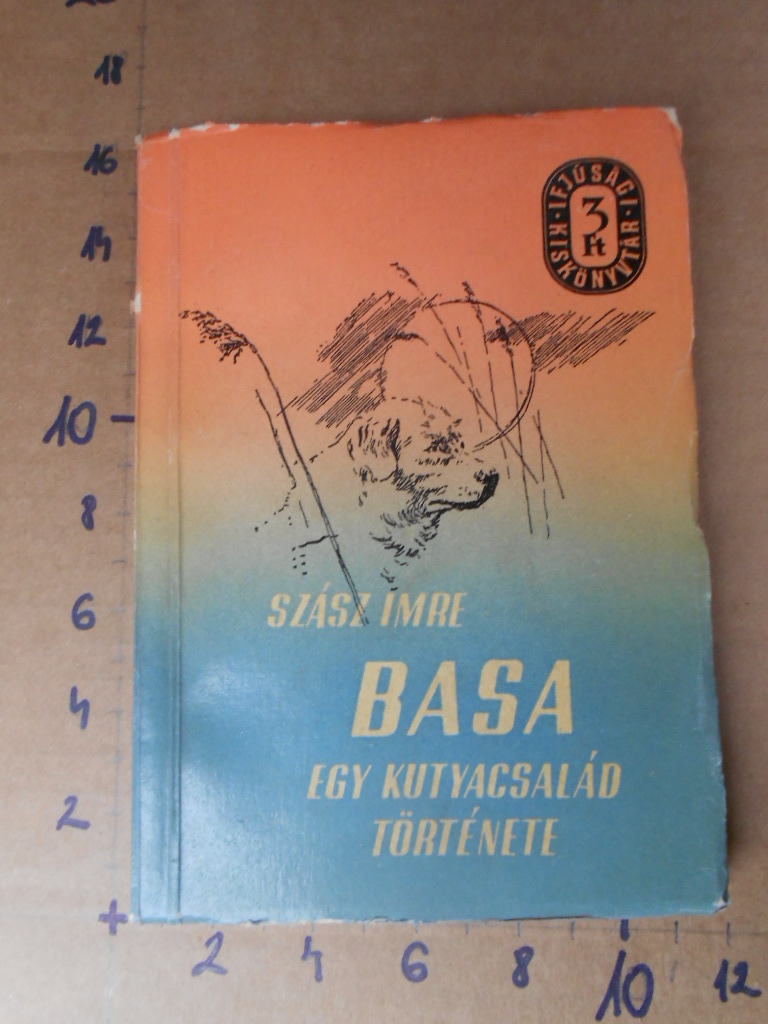 20
18
16
14
12
10
8
6
4
2
+
2
4
6
8
10
12
· IFJÚSÁGI ·
KISKÖNYVTÁR
3
Ft
SZÁSZ IMRE
BASA
EGY KUTYACSALÁD
TÖRTÉNETE